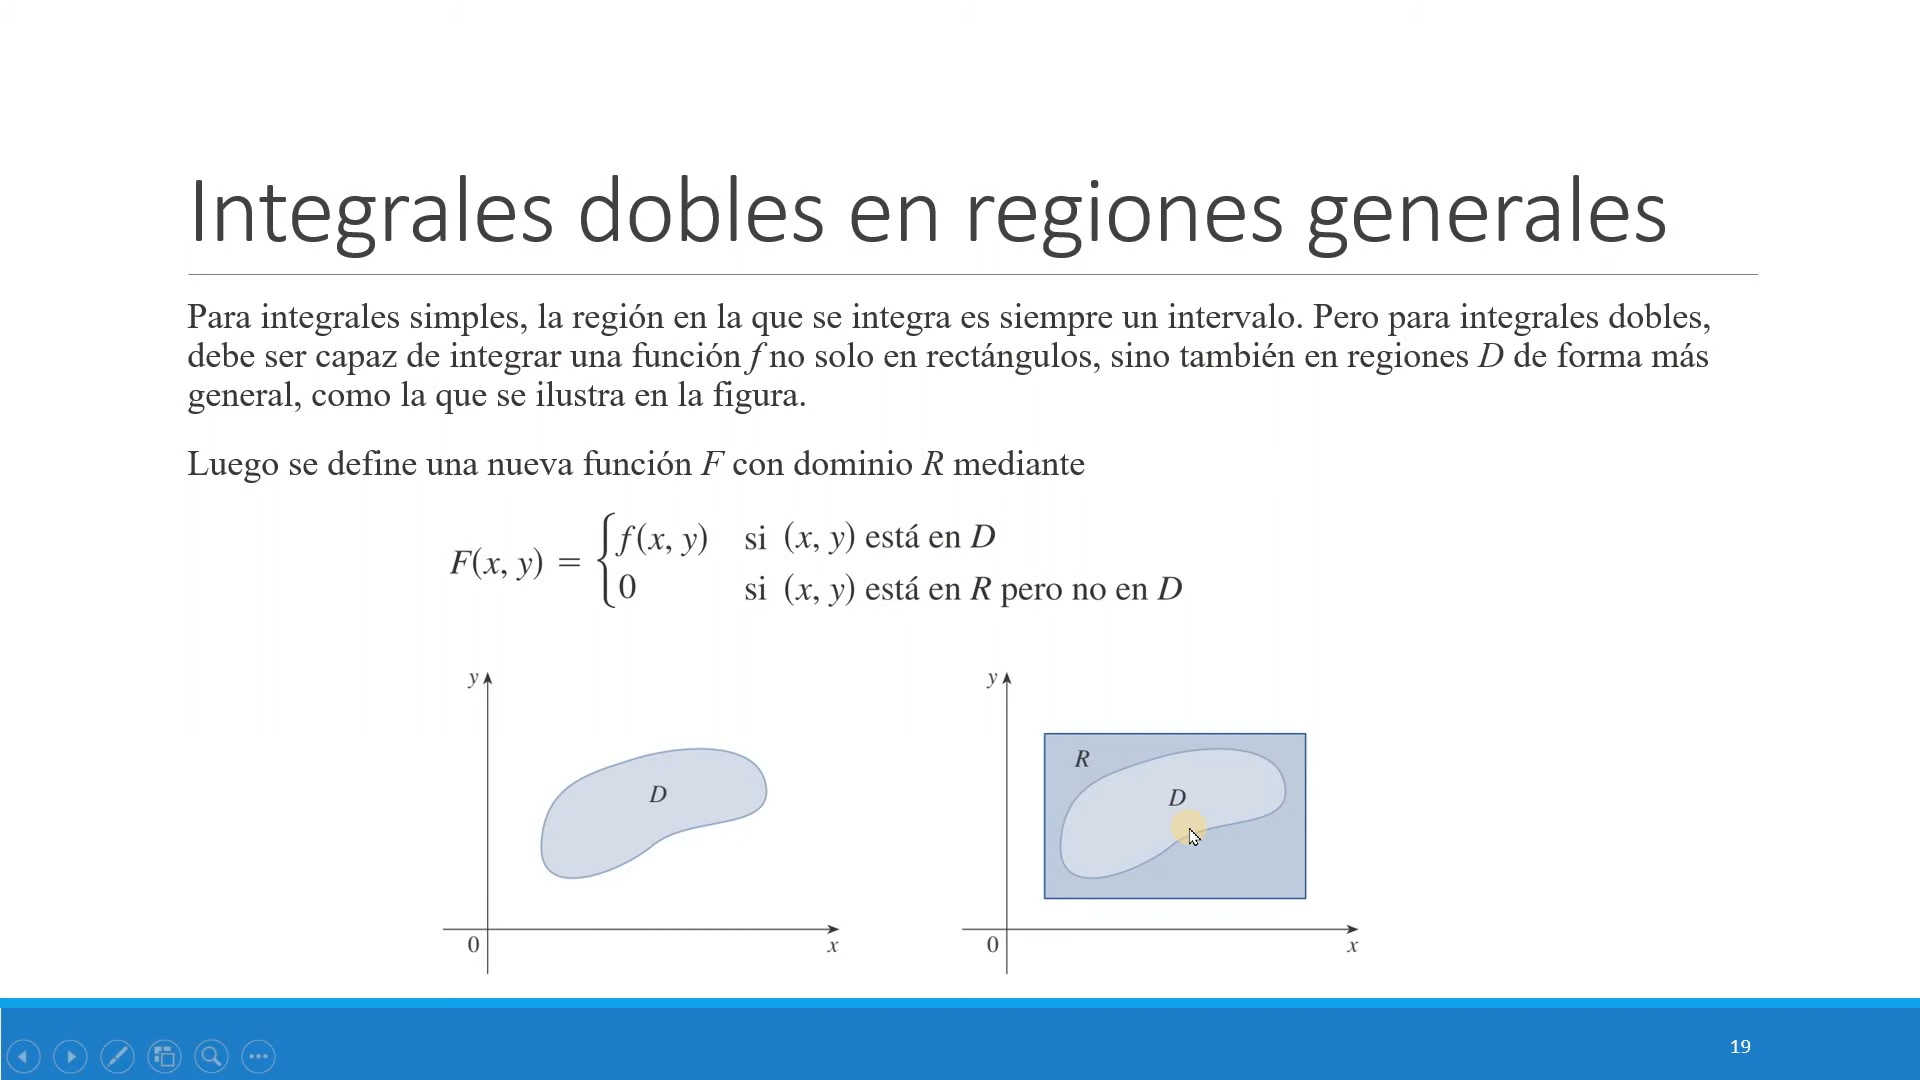 Integrales dobles en regiones generales
Para integrales simples, la región en la que se integra es siempre un intervalo. Pero para integrales dobles,
debe ser capaz de integrar una función f no solo en rectángulos, sino también en regiones D de forma más
general, como la que se ilustra en la figura.
Luego se define una nueva función F con dominio R mediante
F(x, y) = { f(x, y) si (x, y) está en D
0 si (x, y) está en R pero no en D
y
D
0
x
y
R
D
0
x
19